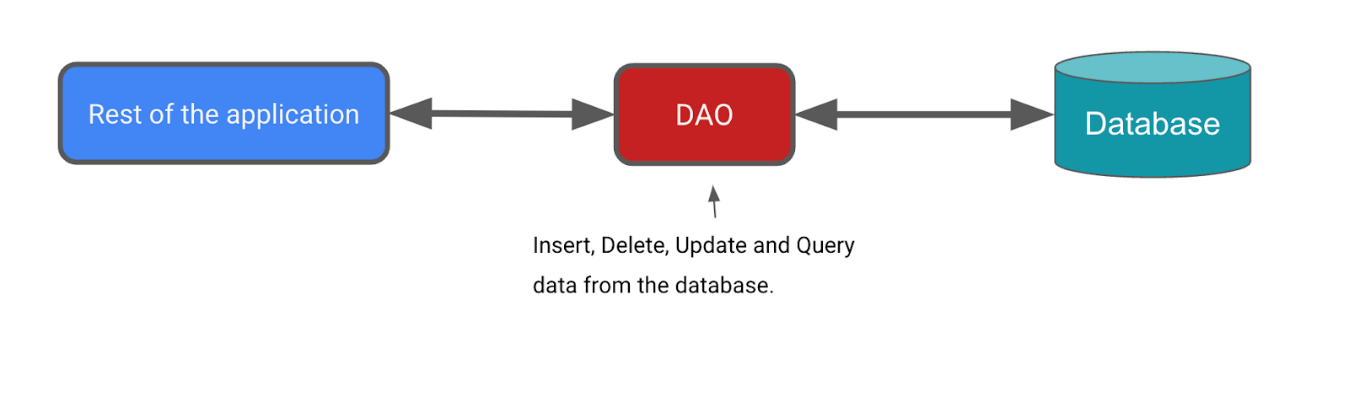 Rest of the application
DAO
Database
Insert, Delete, Update and Query
data from the database.